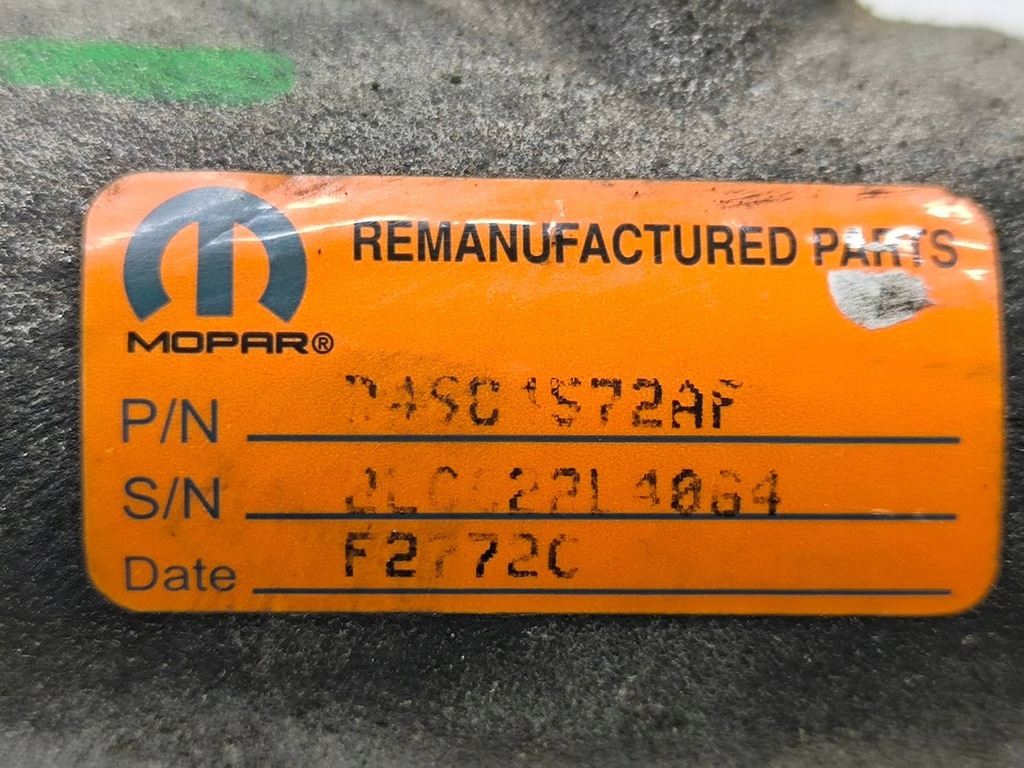 REMANUFACTURED PARTS
MOPAR®
P/N
S/N
Date F2772C